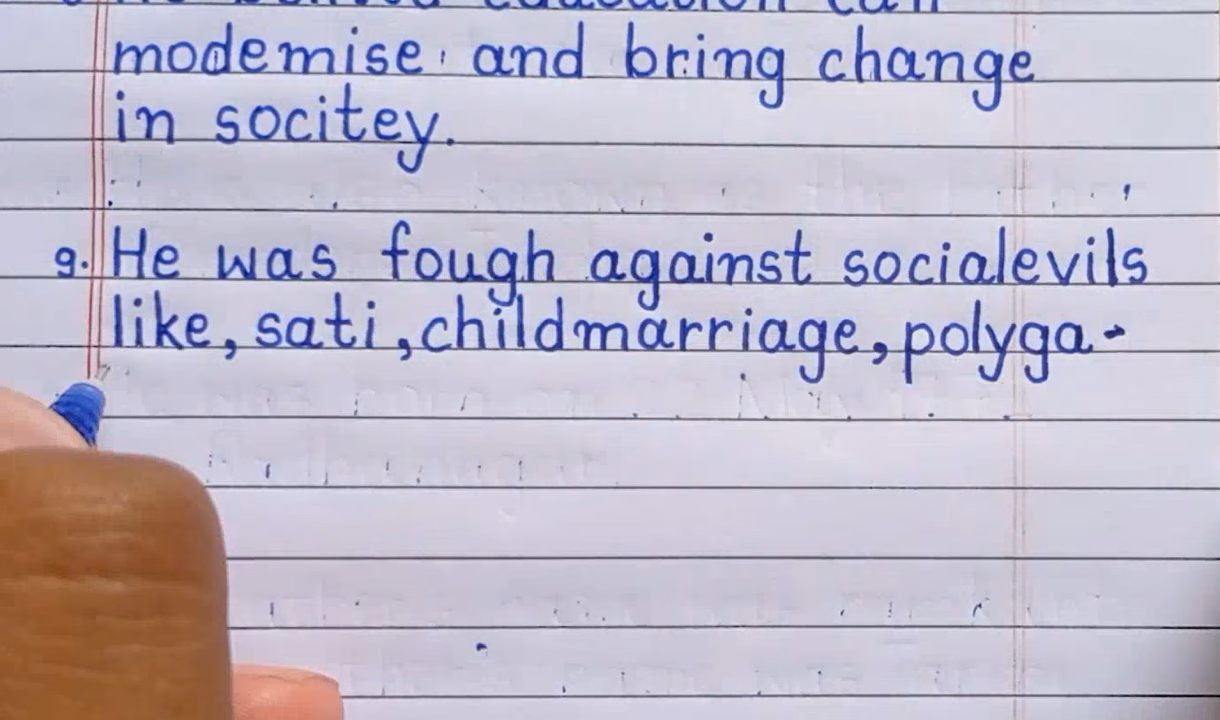 modemise and bring change
in socitey.
9. He was fough against socialevils
like, sati, childmarriage, polyga-